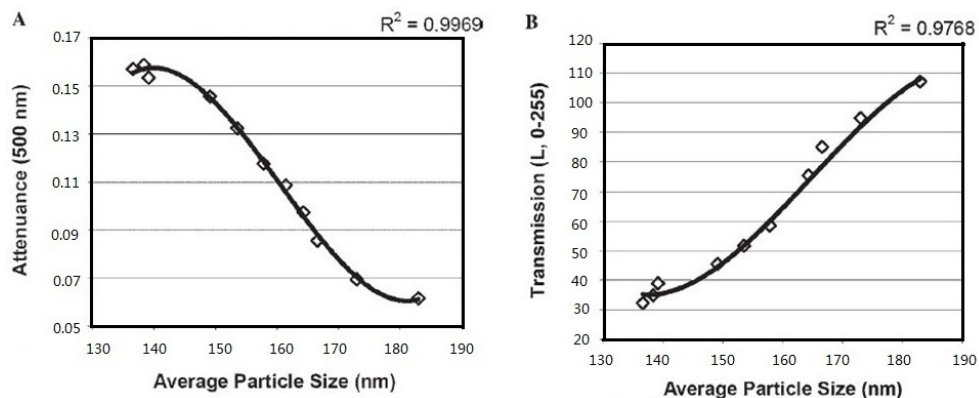 A
R² = 0.9969
0.17
0.15
0.13
0.11
0.09
0.07
0.05
Attenuance (500 nm)
130 140 150 160 170 180 190
Average Particle Size (nm)
B
R² = 0.9768
120
110
100
90
80
70
60
50
40
30
20
Transmission (L, 0-255)
130 140 150 160 170 180 190
Average Particle Size (nm)